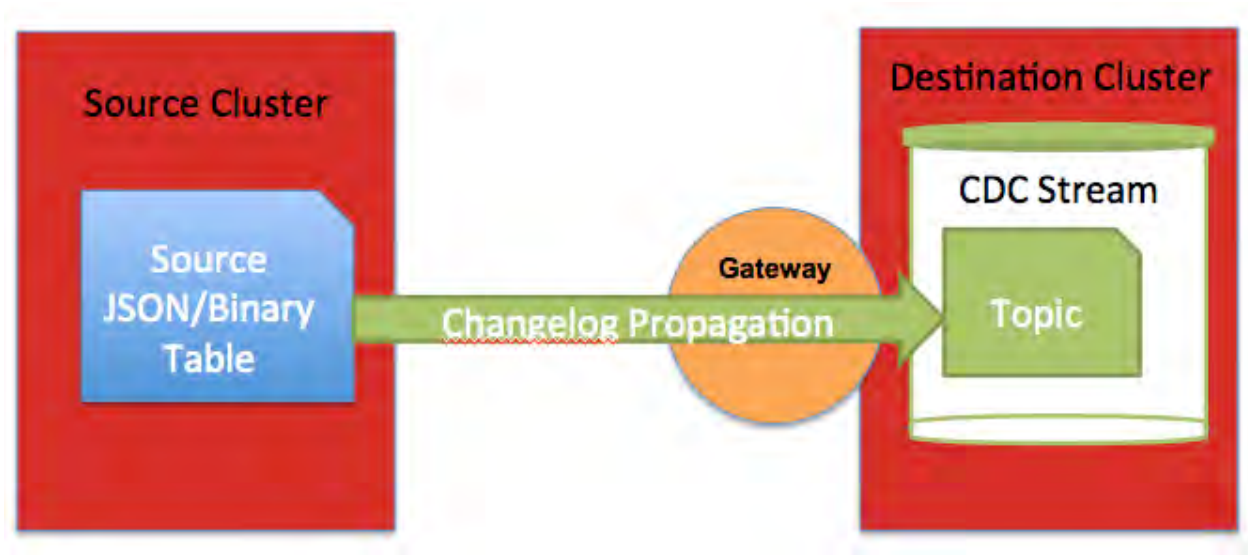 Source Cluster
Source
JSON/Binary
Table
Gateway
Changelog Propagation
Destination Cluster
CDC Stream
Topic